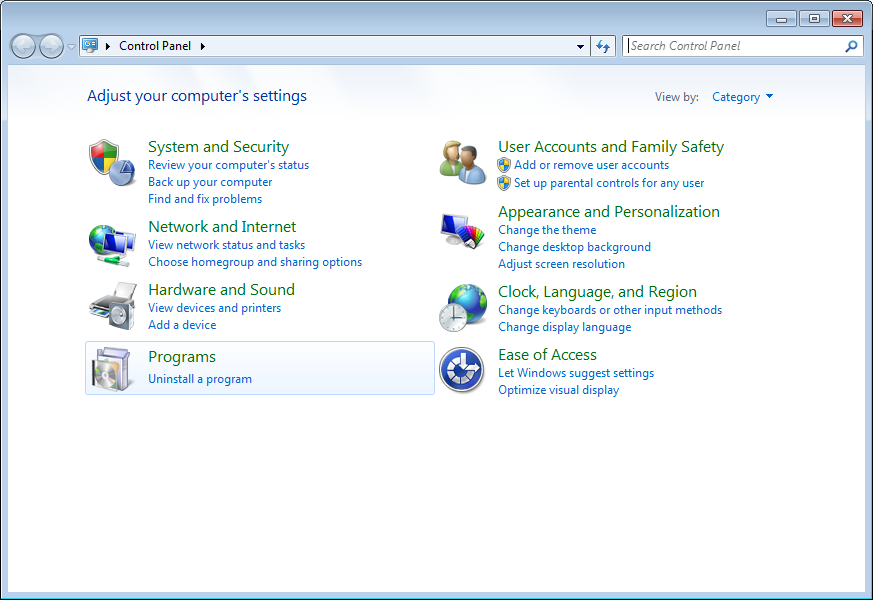 Control Panel
Search Control Panel
Adjust your computer's settings
View by: Category
System and Security
Review your computer's status
Back up your computer
Find and fix problems
Network and Internet
View network status and tasks
Choose homegroup and sharing options
Hardware and Sound
View devices and printers
Add a device
Programs
Uninstall a program
User Accounts and Family Safety
Add or remove user accounts
Set up parental controls for any user
Appearance and Personalization
Change the theme
Change desktop background
Adjust screen resolution
Clock, Language, and Region
Change keyboards or other input methods
Change display language
Ease of Access
Let Windows suggest settings
Optimize visual display